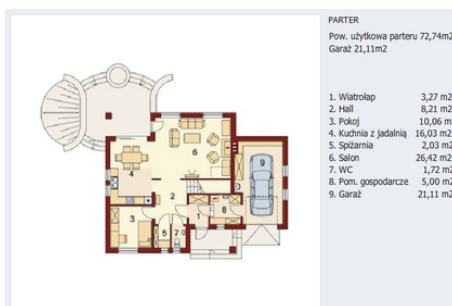 PARTER
Pow. użytkowa parteru 72,74m2
Garaż 21,11m2
1. Wiatrołap 3,27 m2
2. Hall 8,21 m2
3. Pokoj 10,06 m
4. Kuchnia z jadalnią 16,03 m2
5. Spiżarnia 2,03 m2
6. Salon 26,42 m2
7. WC 1,72 m2
8. Pom. gospodarcze 5,00 m2
9. Garaż 21,11 m2
6
9
4
2
3
1
8
5
7